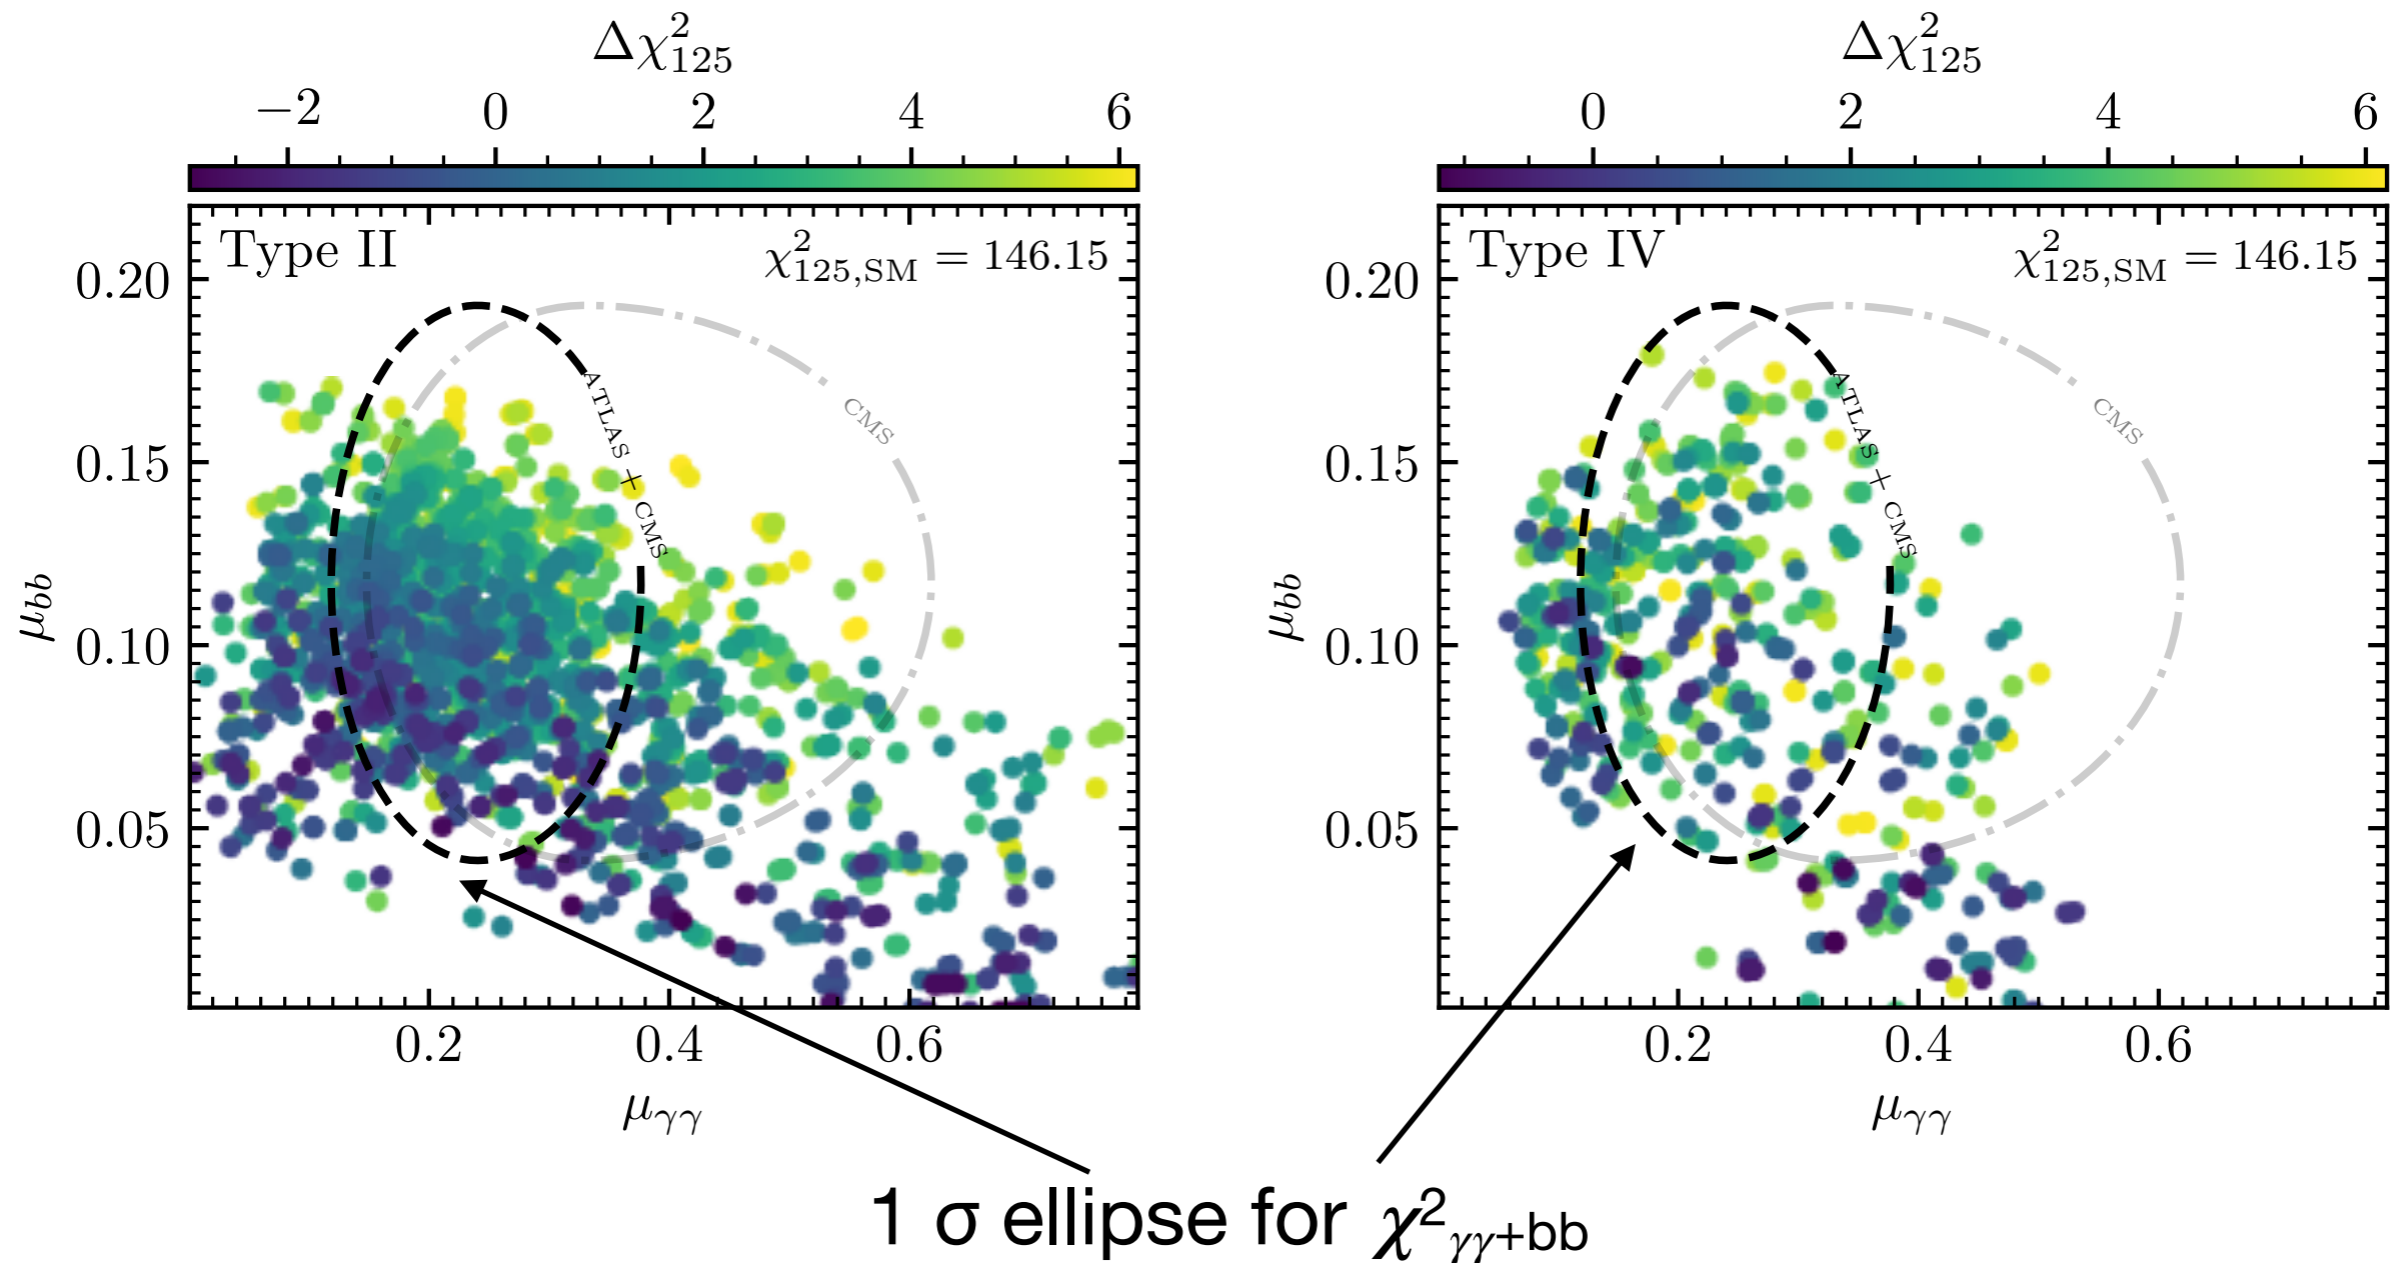 Δχ²₁₂₅
−2 0 2 4 6
Type II
χ²₁₂₅,SM = 146.15
0.20
0.15
0.10
0.05
μbb
ATLAS + CMS
CMS
0.2 0.4 0.6
μγγ
Δχ²₁₂₅
0 2 4 6
Type IV
χ²₁₂₅,SM = 146.15
0.20
0.15
0.10
0.05
μbb
ATLAS + CMS
CMS
0.2 0.4 0.6
μγγ
1 σ ellipse for χ²γγ+bb